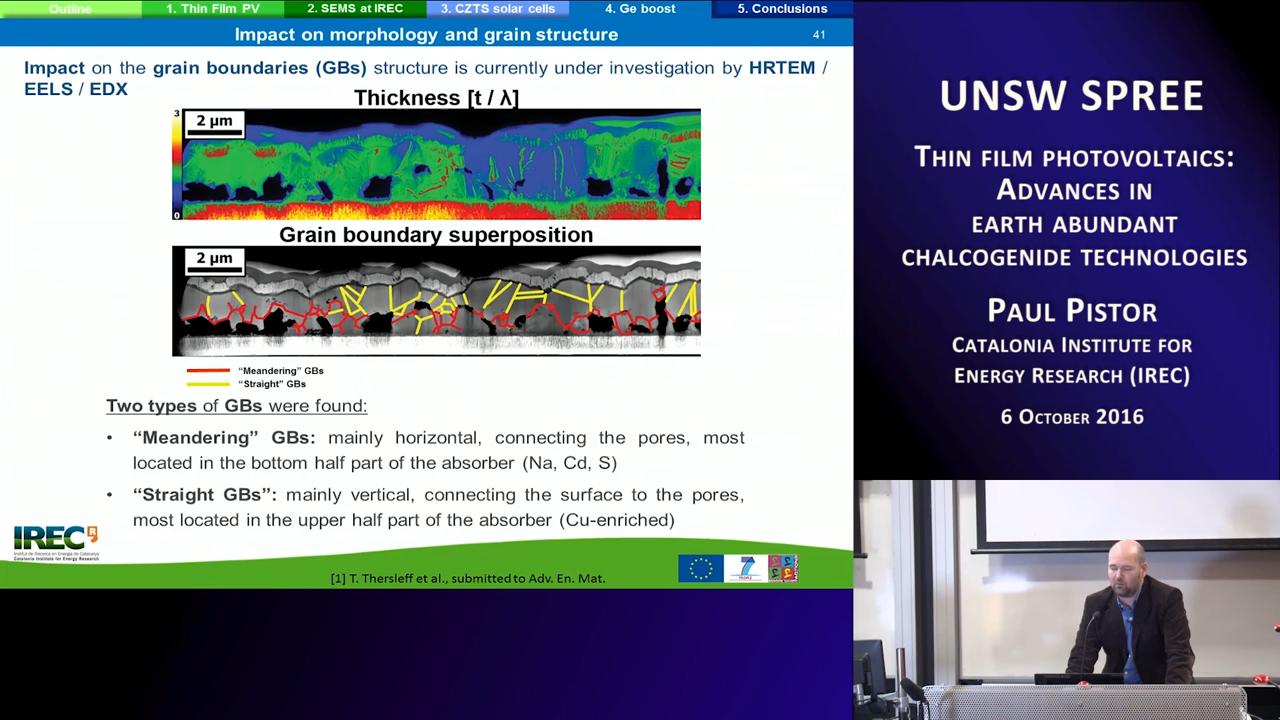 Outline
1. Thin Film PV
2. SEMS at IREC
3. CZTS solar cells
4. Ge boost
5. Conclusions
Impact on morphology and grain structure
41
Impact on the grain boundaries (GBs) structure is currently under investigation by HRTEM /
EELS / EDX
Thickness [t / λ]
3
2 µm
0
Grain boundary superposition
2 µm
“Meandering” GBs
“Straight” GBs
Two types of GBs were found:
• “Meandering” GBs: mainly horizontal, connecting the pores, most
located in the bottom half part of the absorber (Na, Cd, S)
• “Straight GBs”: mainly vertical, connecting the surface to the pores,
most located in the upper half part of the absorber (Cu-enriched)
IREC
Institut de Recerca en Energia de Catalunya
Catalonia Institute for Energy Research
[1] T. Thersleff et al., submitted to Adv. En. Mat.
7
PEOPLE
UNSW SPREE
Thin film photovoltaics:
Advances in
earth abundant
chalcogenide technologies
Paul Pistor
Catalonia Institute for
Energy Research (IREC)
6 October 2016